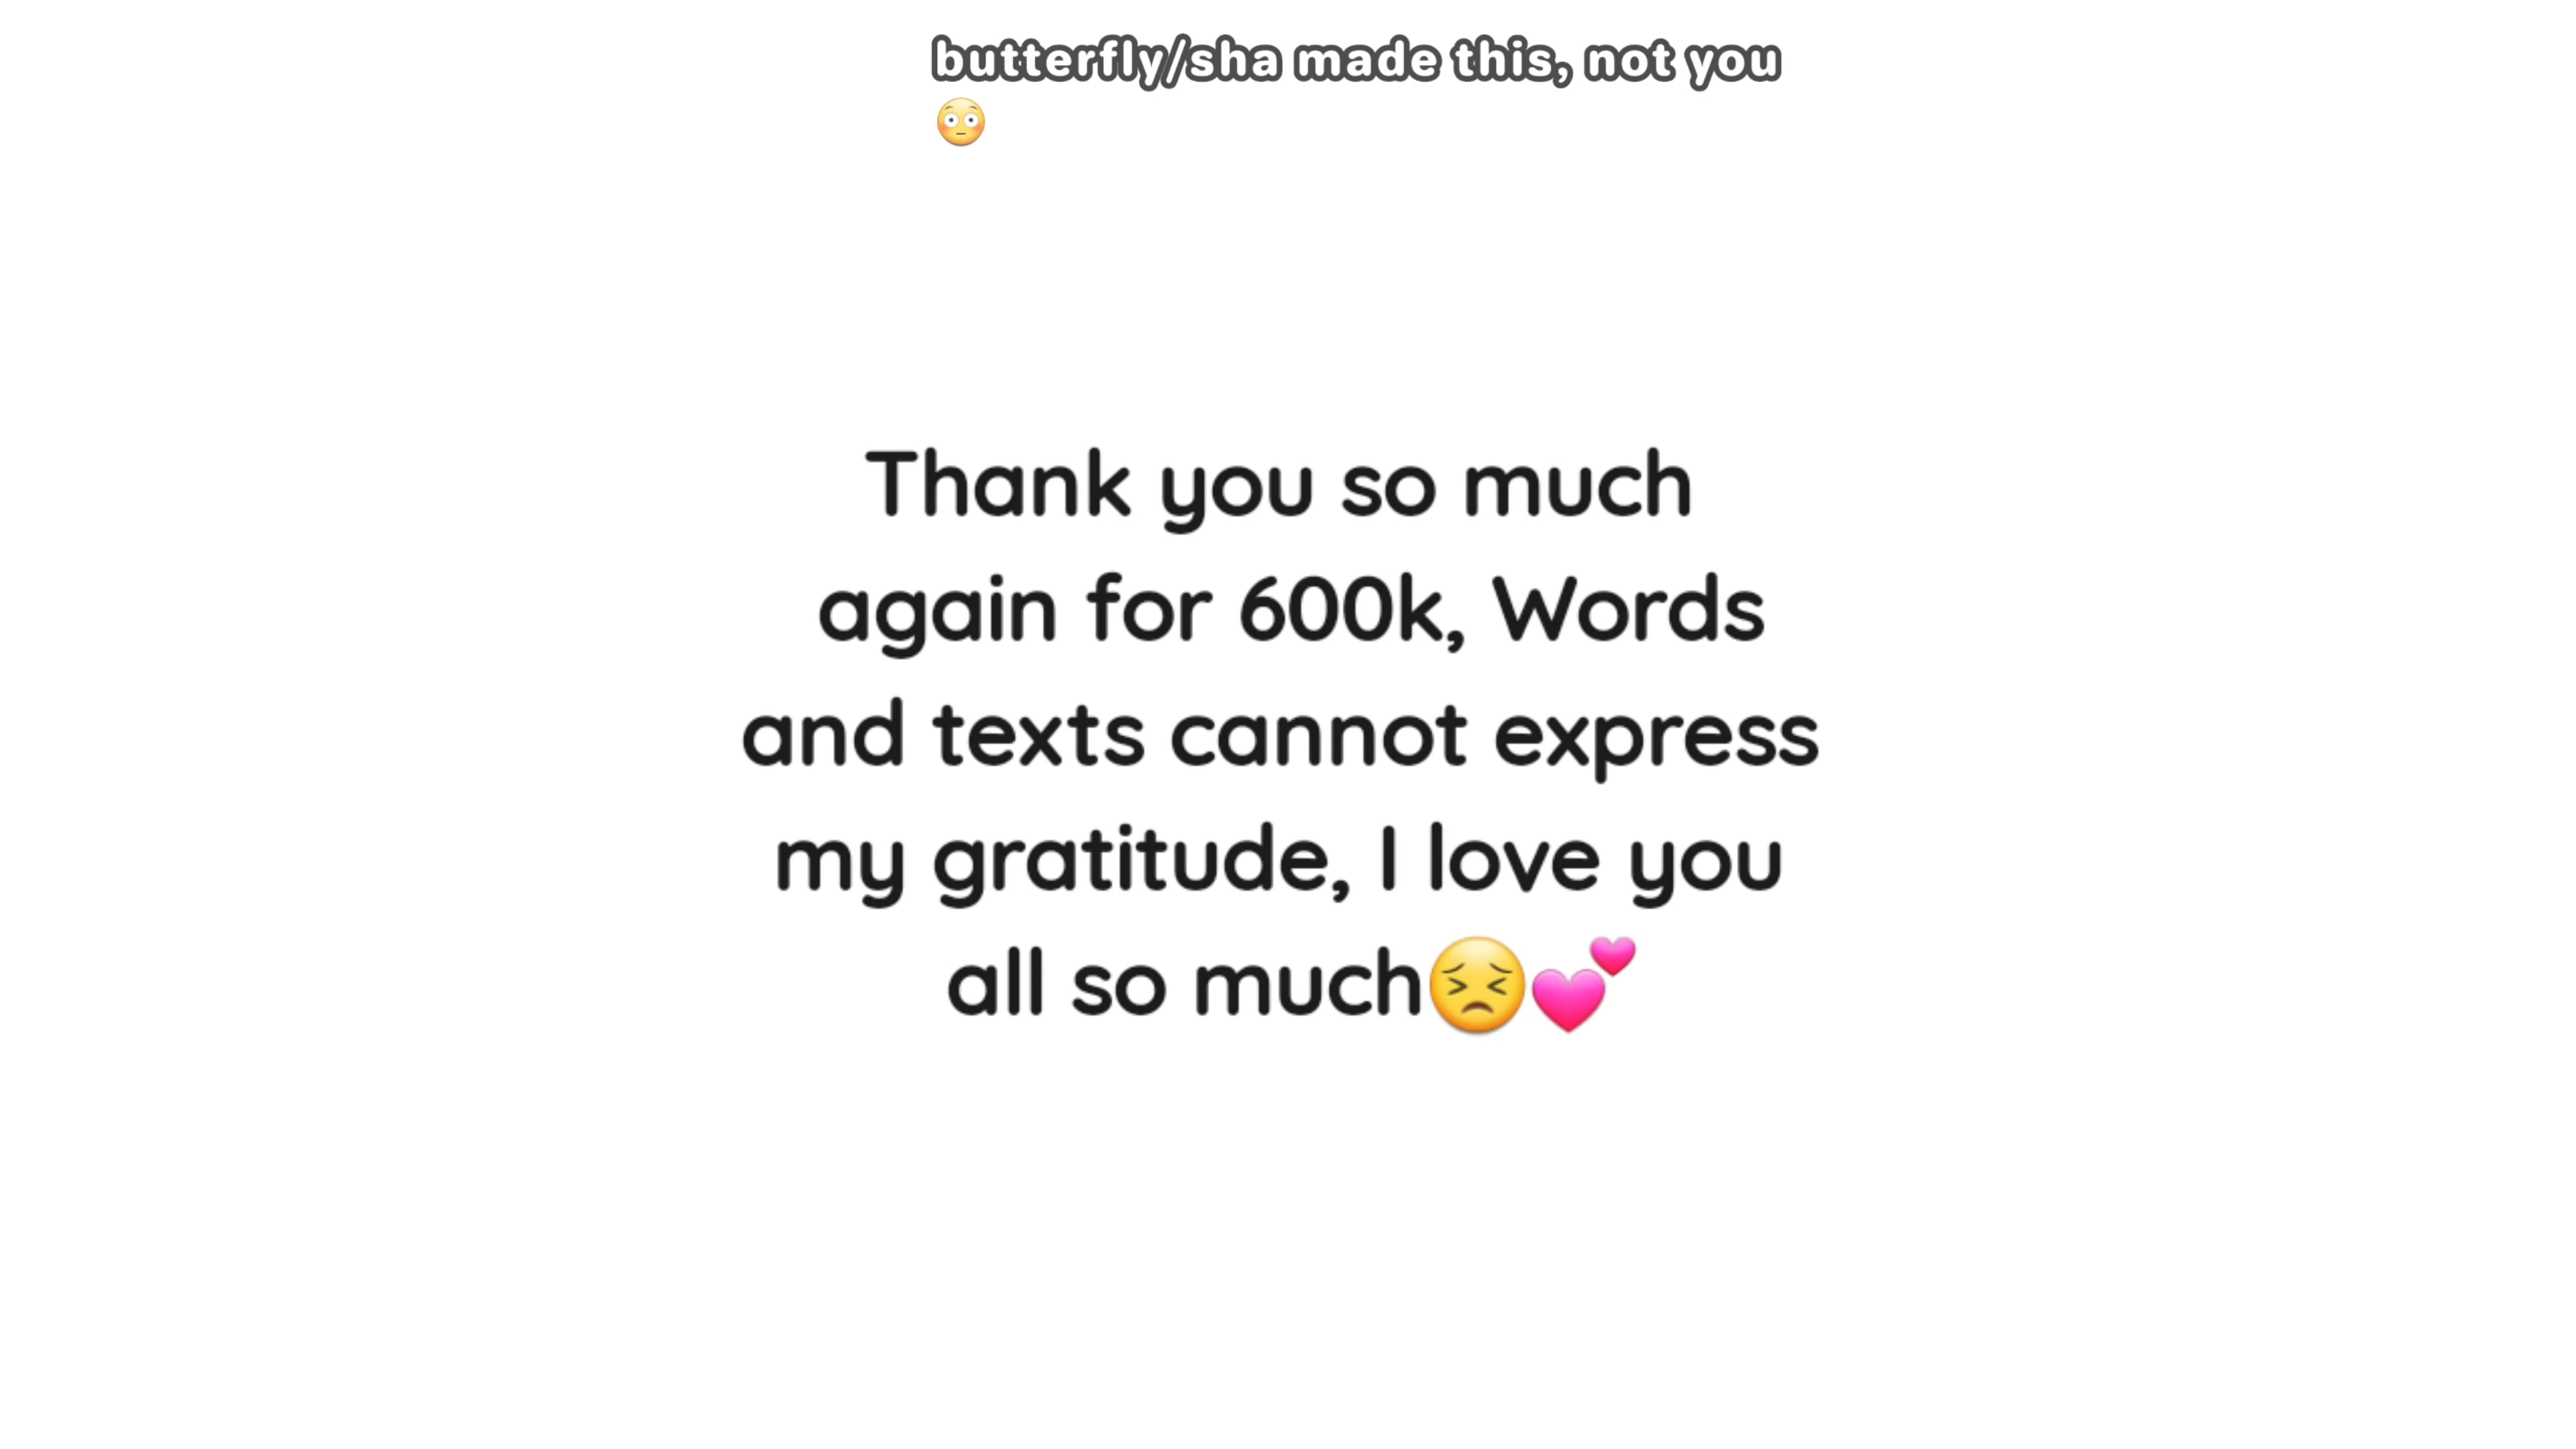 butterfly/sha made this, not you
😳
Thank you so much
again for 600k, Words
and texts cannot express
my gratitude, I love you
all so much😣💕